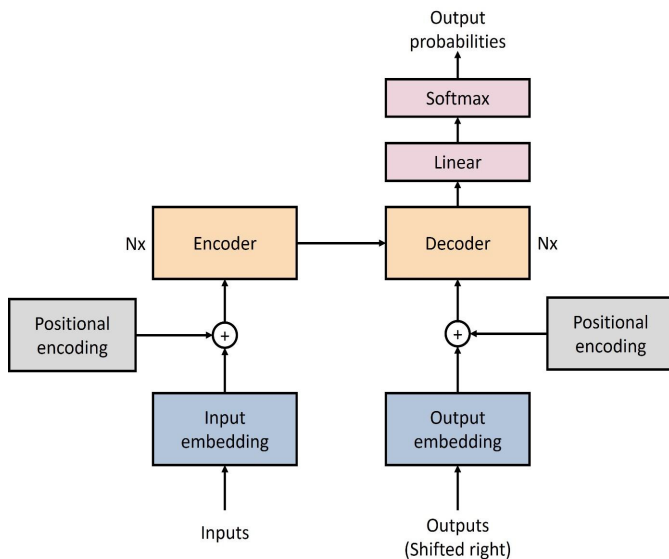 Output
probabilities
Softmax
Linear
Nx
Encoder
Decoder
Nx
Positional
encoding
+
+
Positional
encoding
Input
embedding
Output
embedding
Inputs
Outputs
(Shifted right)